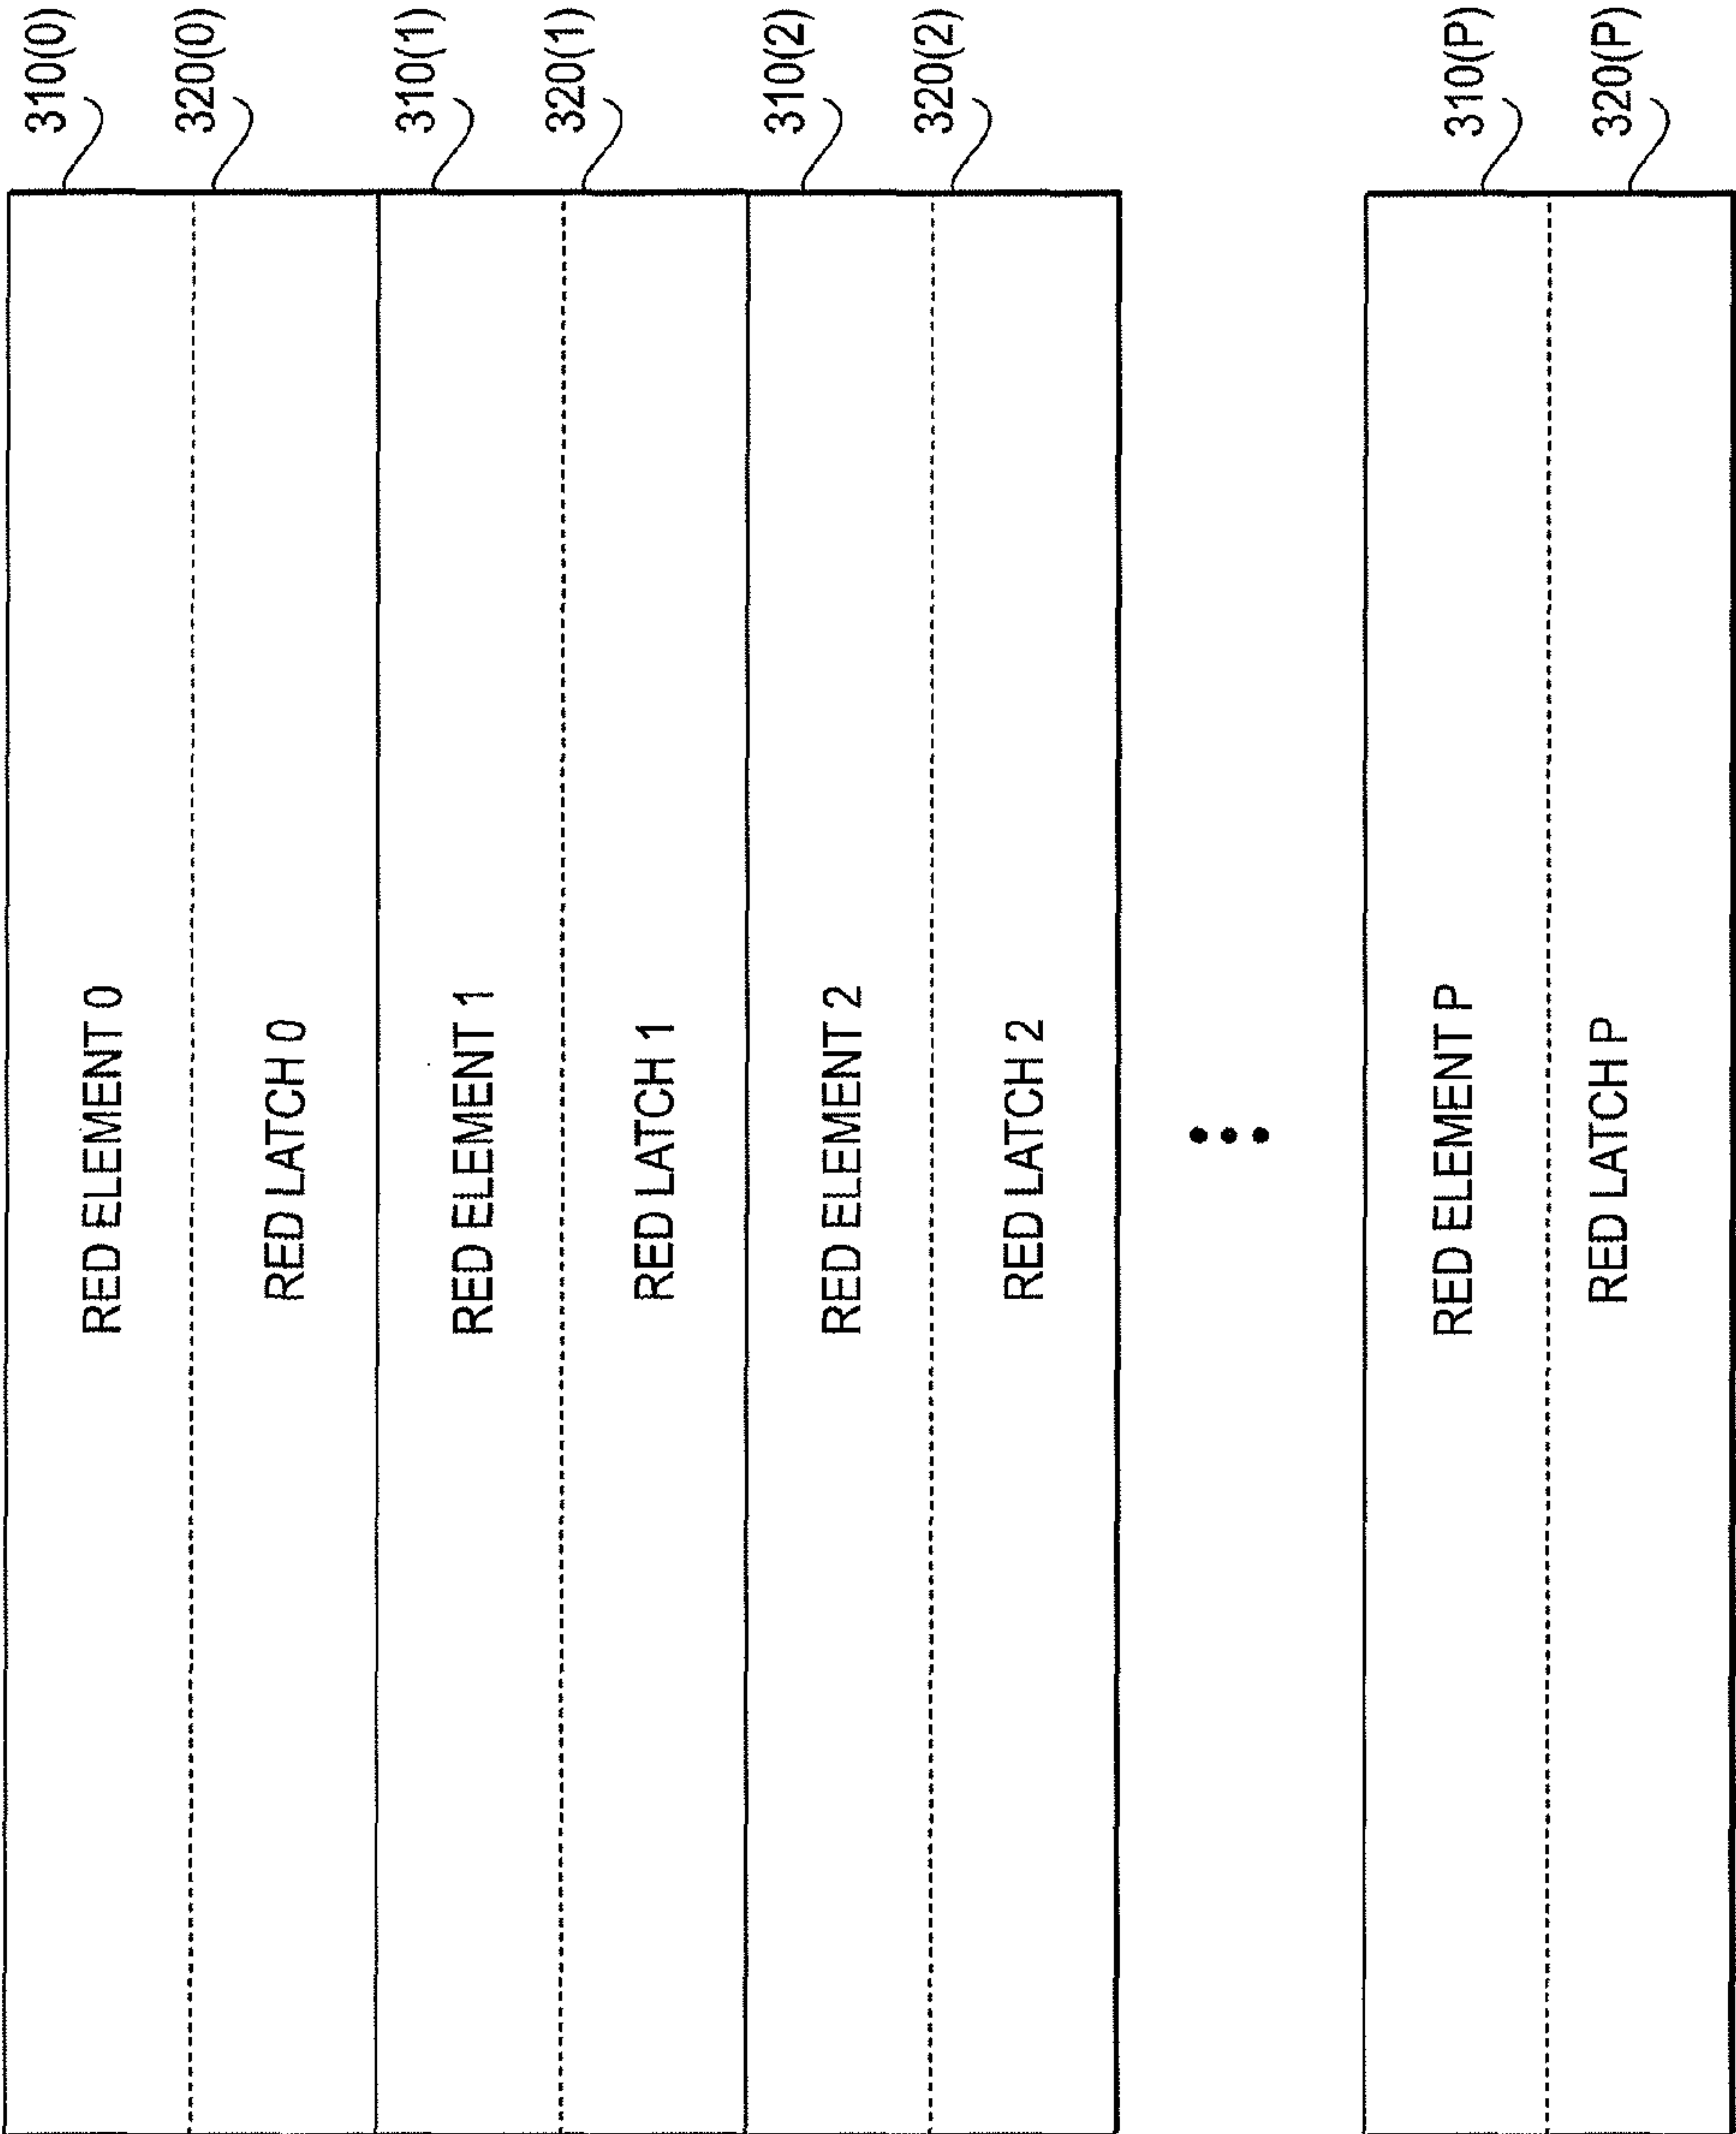 310(0)
RED ELEMENT 0
320(0)
RED LATCH 0
310(1)
RED ELEMENT 1
320(1)
RED LATCH 1
310(2)
RED ELEMENT 2
320(2)
RED LATCH 2
310(P)
RED ELEMENT P
320(P)
RED LATCH P